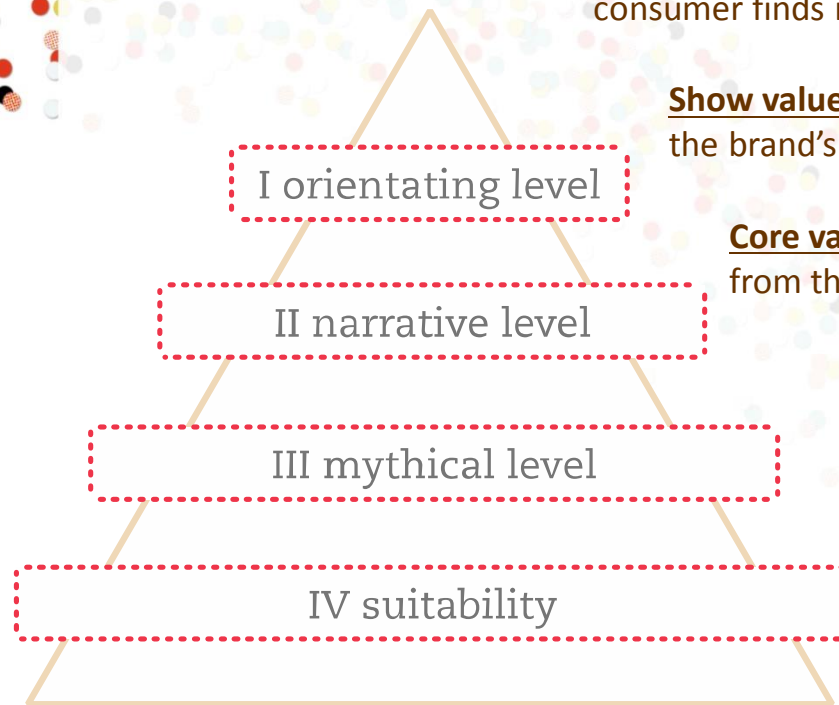 consumer finds
Show value
the brand's
I orientating level
Core va
from th
II narrative level
III mythical level
IV suitability